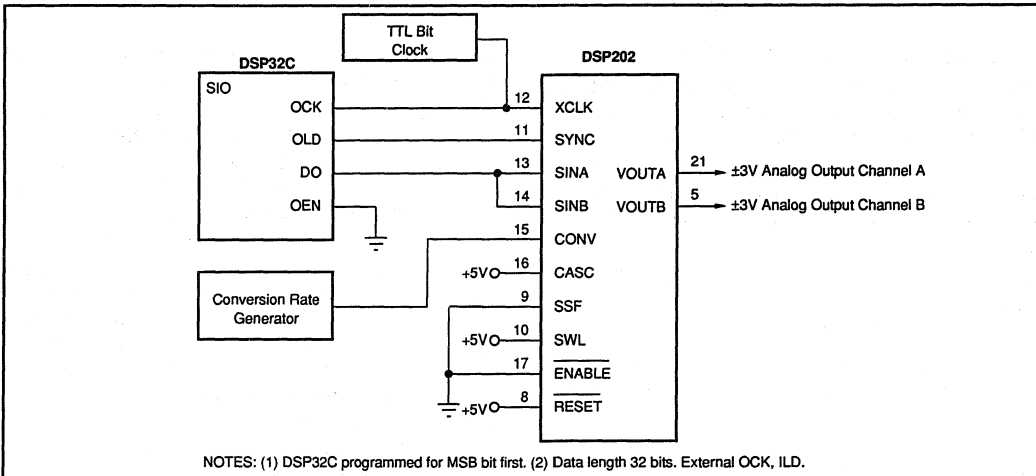 TTL Bit
Clock
DSP32C
DSP202
SIO
OCK
12
XCLK
OLD
11
SYNC
DO
13
SINA
VOUTA
21
±3V Analog Output Channel A
OEN
14
SINB
VOUTB
5
±3V Analog Output Channel B
15
CONV
+5V
16
CASC
Conversion Rate
Generator
9
SSF
+5V
10
SWL
17
ENABLE
+5V
8
RESET
NOTES: (1) DSP32C programmed for MSB bit first. (2) Data length 32 bits. External OCK, ILD.